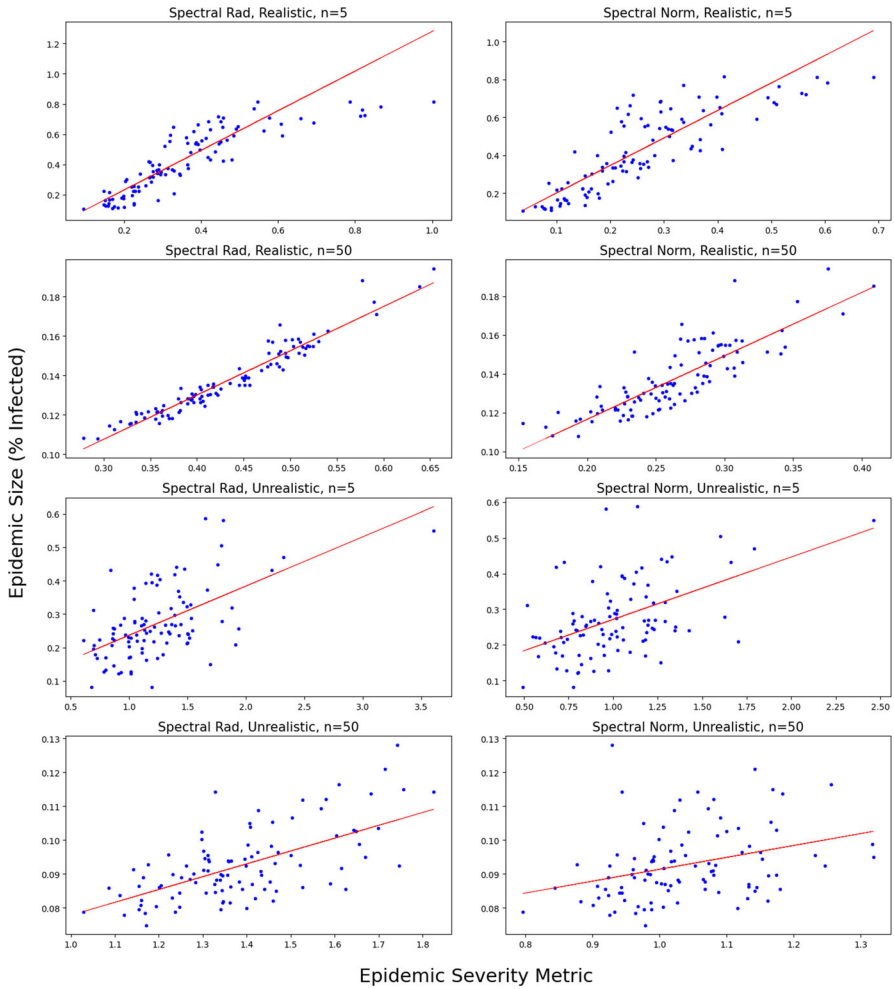 Spectral Rad, Realistic, n=5
1.2
1.0
0.8
0.6
0.4
0.2
0.2 0.4 0.6 0.8 1.0
Spectral Norm, Realistic, n=5
1.0
0.8
0.6
0.4
0.2
0.1 0.2 0.3 0.4 0.5 0.6 0.7
Spectral Rad, Realistic, n=50
0.18
0.16
0.14
0.12
0.10
0.30 0.35 0.40 0.45 0.50 0.55 0.60 0.65
Spectral Norm, Realistic, n=50
0.18
0.16
0.14
0.12
0.10
0.15 0.20 0.25 0.30 0.35 0.40
Epidemic Size (% Infected)
Spectral Rad, Unrealistic, n=5
0.6
0.5
0.4
0.3
0.2
0.1
0.5 1.0 1.5 2.0 2.5 3.0 3.5
Spectral Norm, Unrealistic, n=5
0.6
0.5
0.4
0.3
0.2
0.1
0.50 0.75 1.00 1.25 1.50 1.75 2.00 2.25 2.50
Spectral Rad, Unrealistic, n=50
0.13
0.12
0.11
0.10
0.09
0.08
1.0 1.1 1.2 1.3 1.4 1.5 1.6 1.7 1.8
Spectral Norm, Unrealistic, n=50
0.13
0.12
0.11
0.10
0.09
0.08
0.8 0.9 1.0 1.1 1.2 1.3
Epidemic Severity Metric